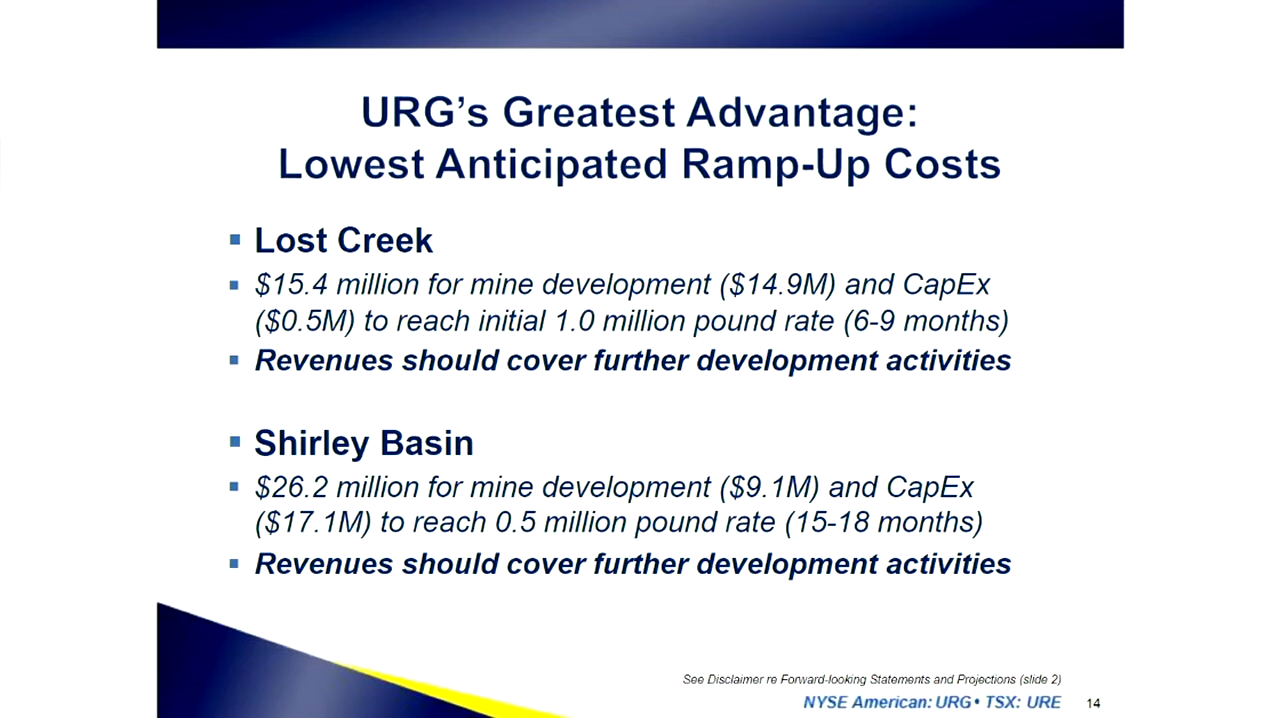 URG’s Greatest Advantage:
Lowest Anticipated Ramp-Up Costs
▪ Lost Creek
▪ $15.4 million for mine development ($14.9M) and CapEx
($0.5M) to reach initial 1.0 million pound rate (6-9 months)
▪ Revenues should cover further development activities
▪ Shirley Basin
▪ $26.2 million for mine development ($9.1M) and CapEx
($17.1M) to reach 0.5 million pound rate (15-18 months)
▪ Revenues should cover further development activities
See Disclaimer re Forward-looking Statements and Projections (slide 2)
NYSE American: URG • TSX: URE 14